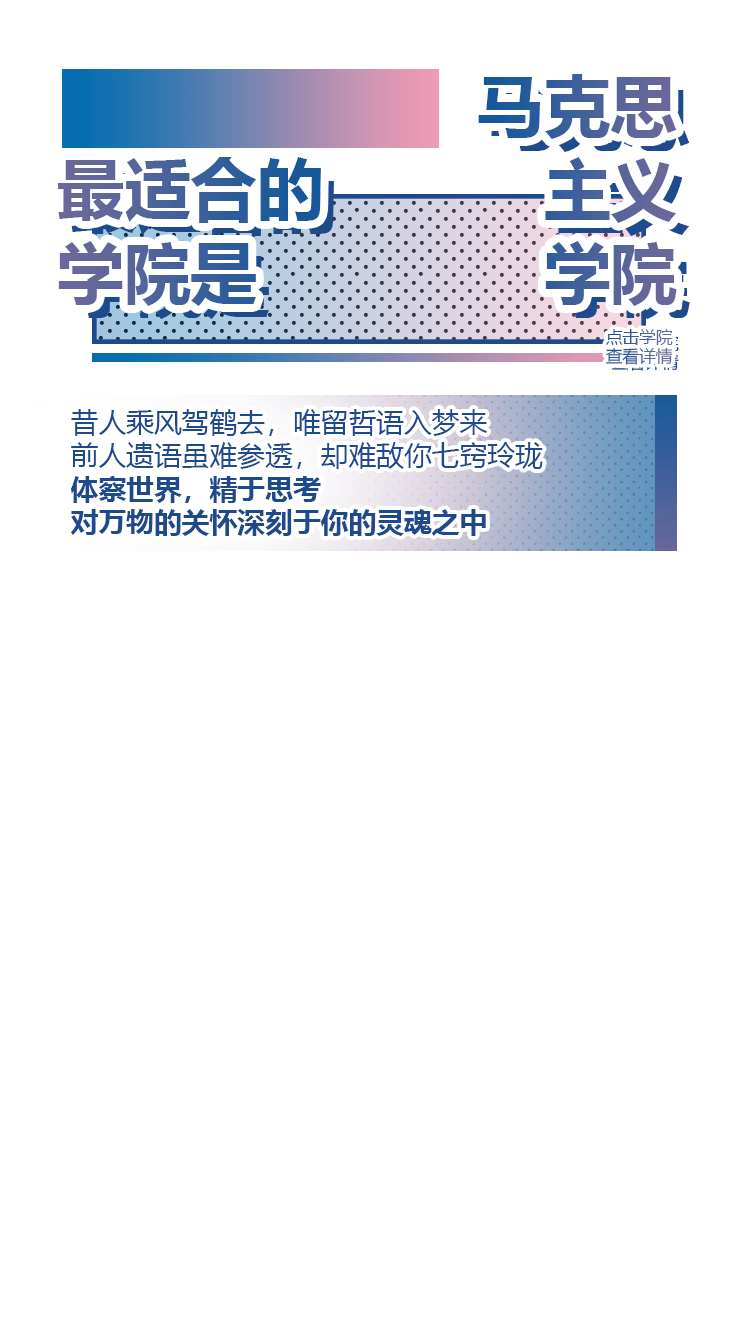 最适合的
学院是
马克思
主义
学院
点击学院
查看详情
昔人乘风驾鹤去，唯留哲语入梦来
前人遗语虽难参透，却难敌你七窍玲珑
体察世界，精于思考
对万物的关怀深刻于你的灵魂之中